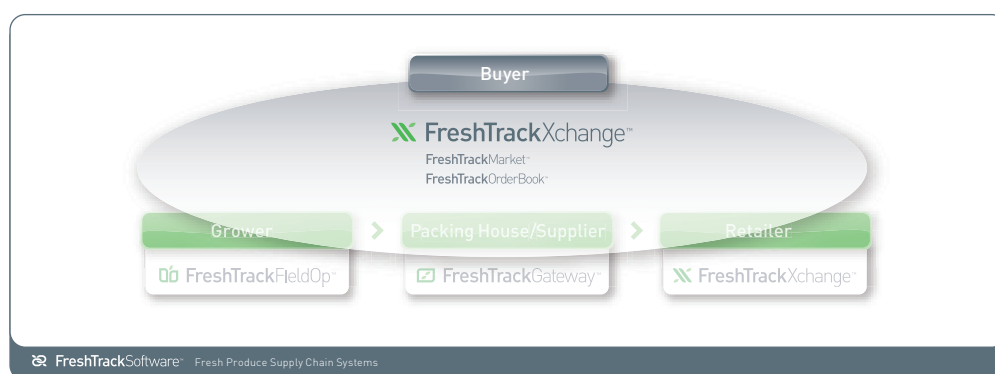 Buyer
FreshTrackXchange™
FreshTrackMarket™
FreshTrackOrderBook™
Grower > Packing House/Supplier > Retailer
FreshTrackFIeldOp™ FreshTrackGateway™ FreshTrackXchange™
FreshTrackSoftware™ Fresh Produce Supply Chain Systems